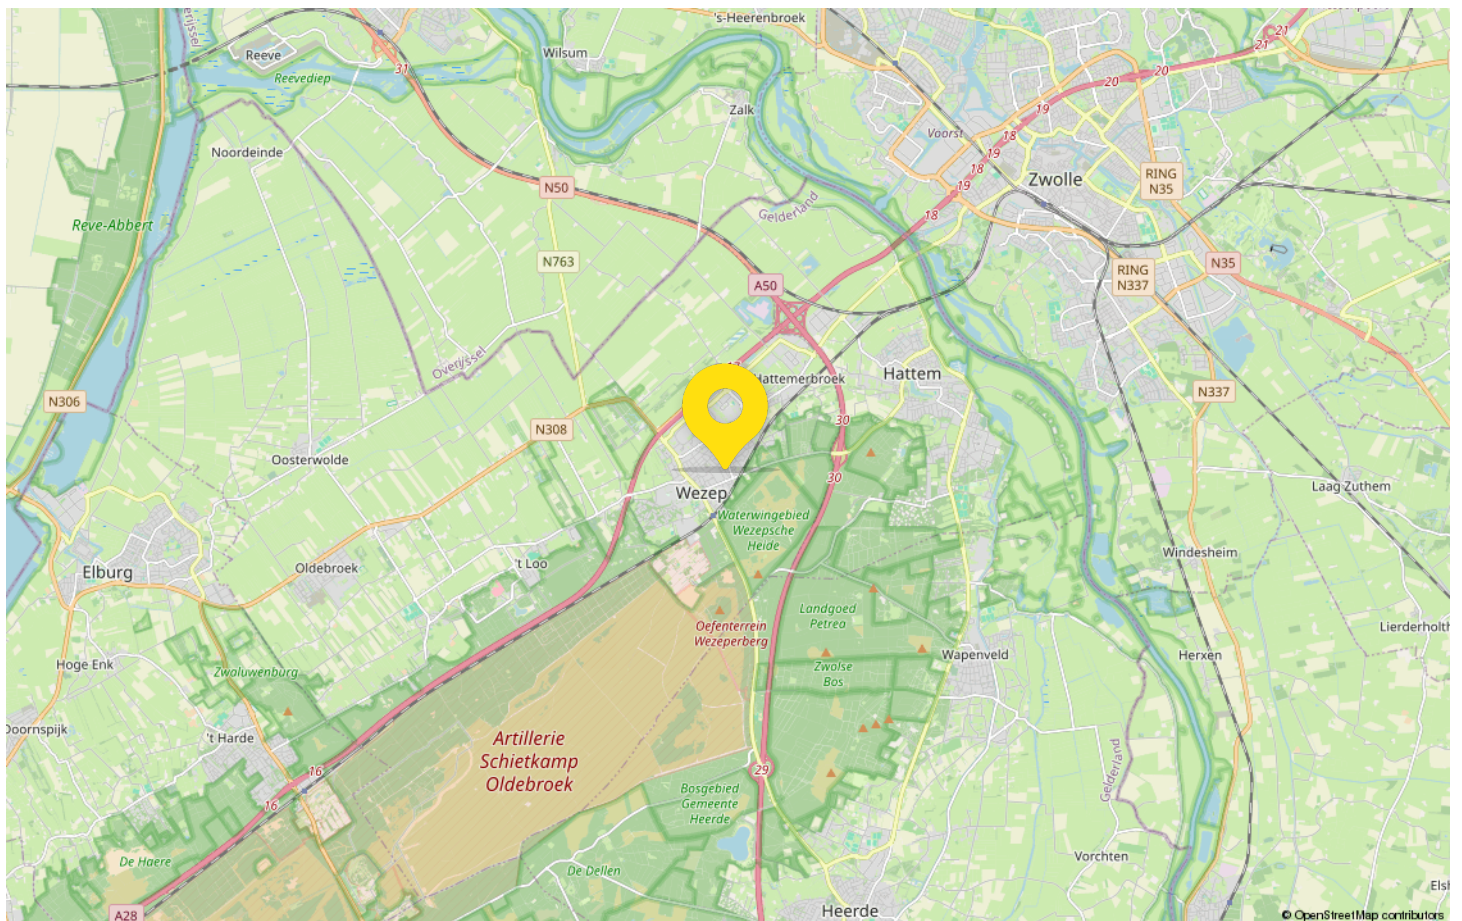 's-Heerenbroek
Overijssel
Wilsum
Reeve
Reevediep
31
21
21
20
20
19
18
19
18
19
18
Zalk
Voorst
Noordeinde
N50
Zwolle
RING
N35
Gelderland
Reve-Abbert
N763
A50
RING
N337
N35
Overijssel
Hattemerbroek
Hattem
N306
N337
N308
30
30
Oosterwolde
Wezep
Laag Zuthem
Waterwingebied
Wezepsche
Heide
Windesheim
't Loo
Oldebroek
Elburg
Landgoed
Petrea
Oefenterrein
Wezeperberg
Lierderholth
Hoge Enk
Zwaluwenburg
Zwolse
Bos
Wapenveld
Herxen
Doornspijk
't Harde
Artillerie
Schietkamp
Oldebroek
16
16
29
Gelderland
Bosgebied
Gemeente
Heerde
De Haere
De Dellen
Vorchten
Elsh
A28
Heerde
© OpenStreetMap contributors